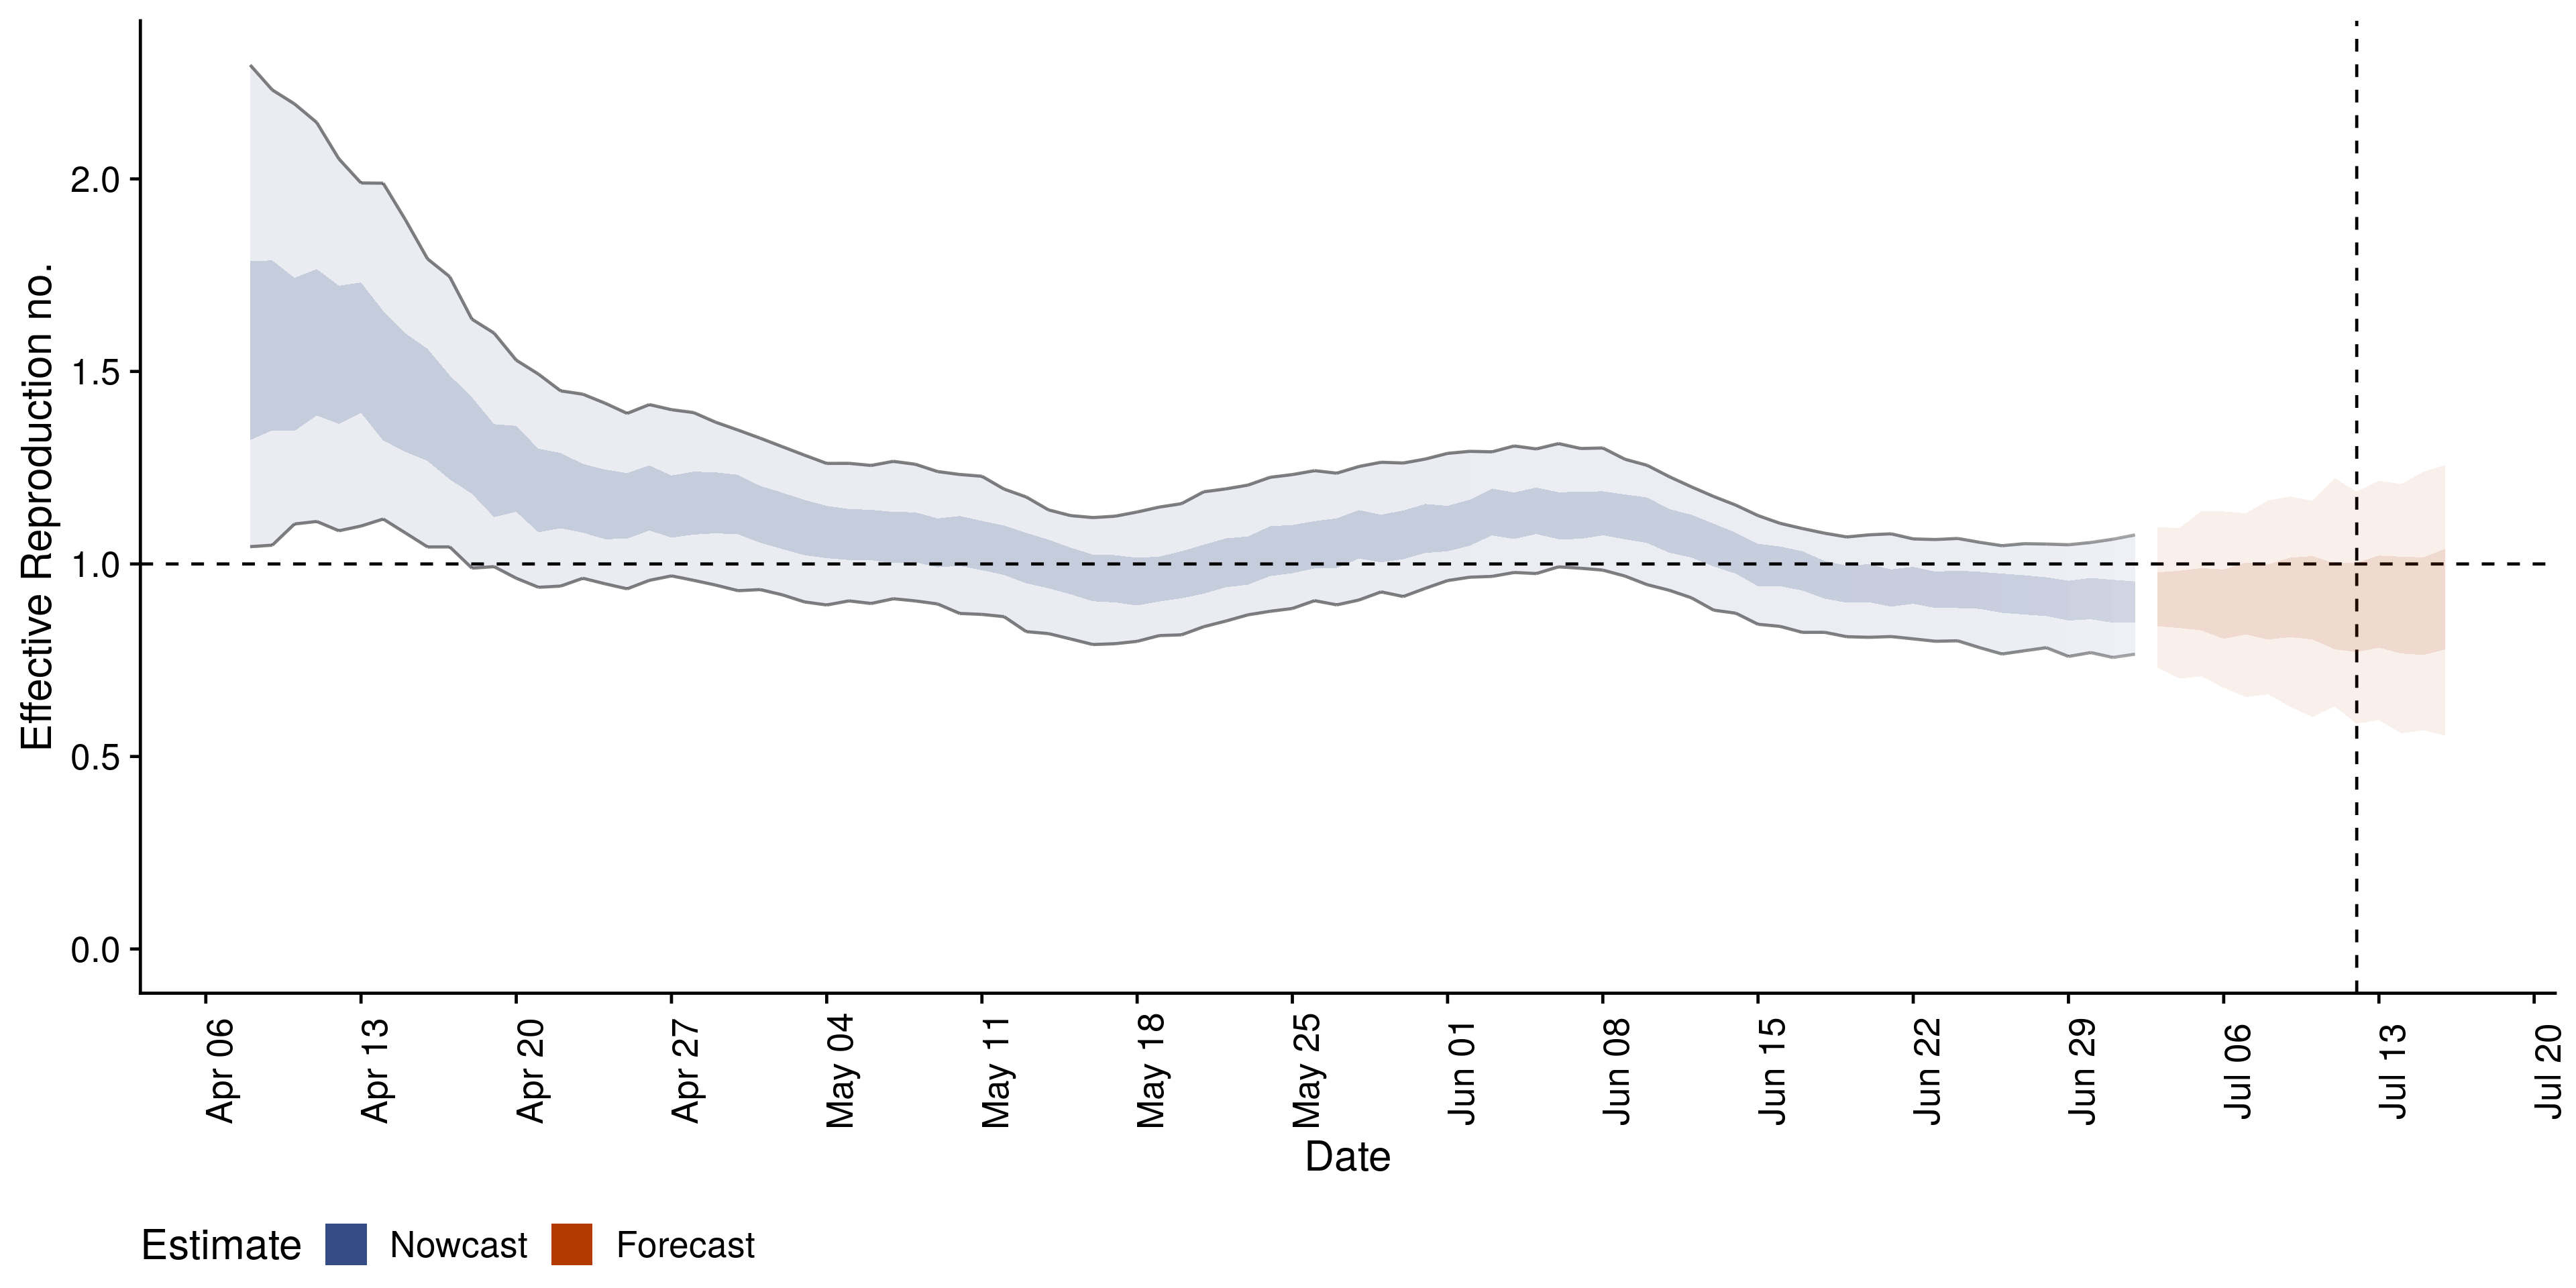 Effective Reproduction no.
2.0
1.5
1.0
0.5
0.0
Apr 06
Apr 13
Apr 20
Apr 27
May 04
May 11
May 18
May 25
Jun 01
Jun 08
Jun 15
Jun 22
Jun 29
Jul 06
Jul 13
Jul 20
Date
Estimate Nowcast Forecast